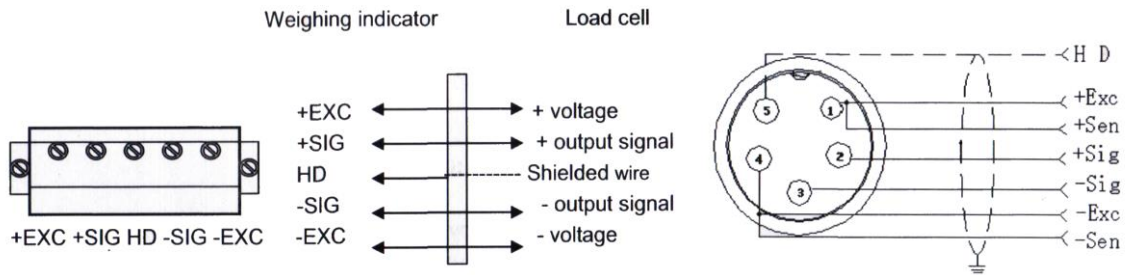 Weighing indicator
Load cell
+EXC
+ voltage
+SIG
+ output signal
HD
Shielded wire
-SIG
- output signal
-EXC
- voltage
+EXC +SIG HD -SIG -EXC
5
1
4
2
3
H D
+Exc
+Sen
+Sig
-Sig
-Exc
-Sen